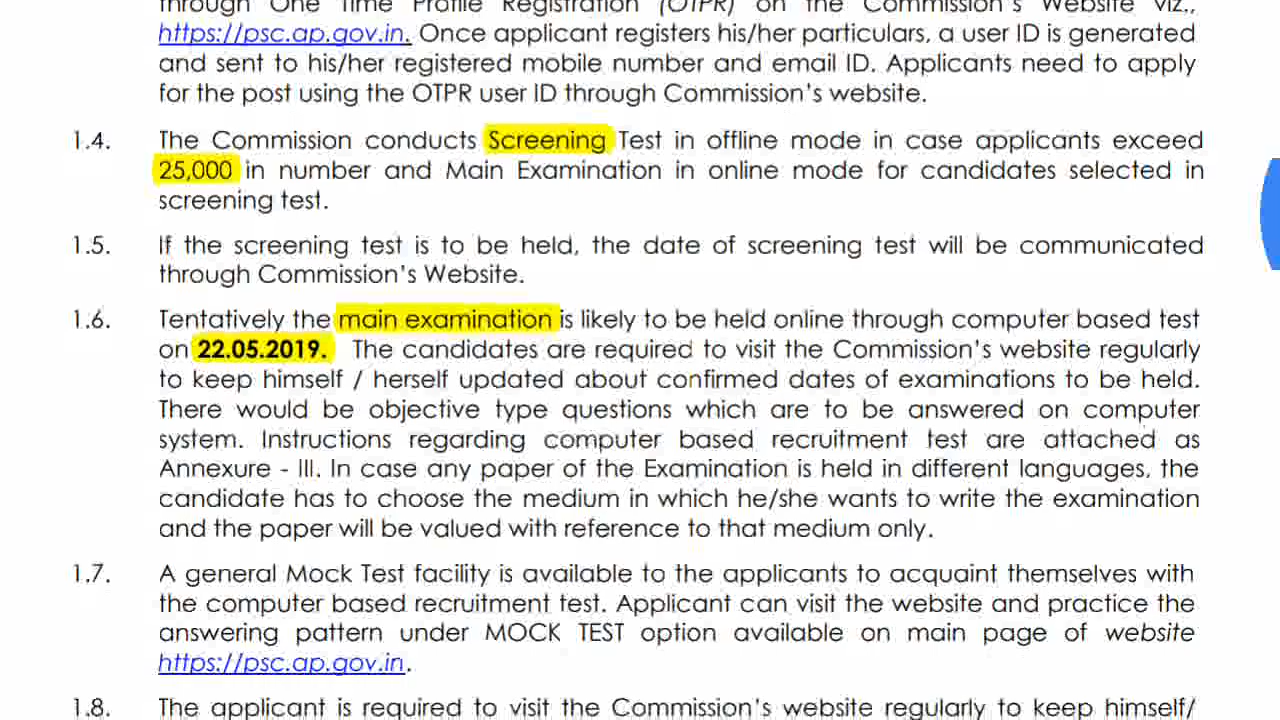 through One Time Profile Registration (OTPR) on the Commission's Website viz.,
https://psc.ap.gov.in. Once applicant registers his/her particulars, a user ID is generated
and sent to his/her registered mobile number and email ID. Applicants need to apply
for the post using the OTPR user ID through Commission's website.
1.4. The Commission conducts Screening Test in offline mode in case applicants exceed
25,000 in number and Main Examination in online mode for candidates selected in
screening test.
1.5. If the screening test is to be held, the date of screening test will be communicated
through Commission's Website.
1.6. Tentatively the main examination is likely to be held online through computer based test
on 22.05.2019. The candidates are required to visit the Commission's website regularly
to keep himself / herself updated about confirmed dates of examinations to be held.
There would be objective type questions which are to be answered on computer
system. Instructions regarding computer based recruitment test are attached as
Annexure - III. In case any paper of the Examination is held in different languages, the
candidate has to choose the medium in which he/she wants to write the examination
and the paper will be valued with reference to that medium only.
1.7. A general Mock Test facility is available to the applicants to acquaint themselves with
the computer based recruitment test. Applicant can visit the website and practice the
answering pattern under MOCK TEST option available on main page of website
https://psc.ap.gov.in.
1.8. The applicant is required to visit the Commission's website regularly to keep himself/